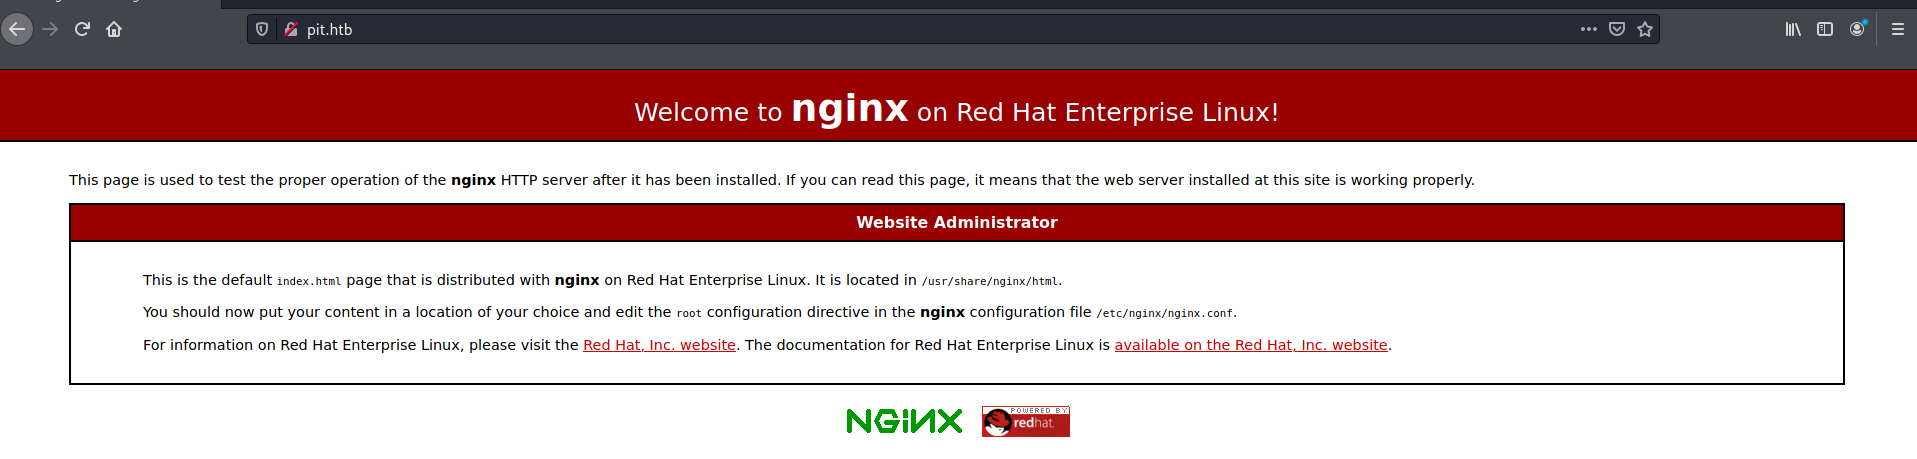 pit.htb
Welcome to nginx on Red Hat Enterprise Linux!
This page is used to test the proper operation of the nginx HTTP server after it has been installed. If you can read this page, it means that the web server installed at this site is working properly.
Website Administrator
This is the default index.html page that is distributed with nginx on Red Hat Enterprise Linux. It is located in /usr/share/nginx/html.
You should now put your content in a location of your choice and edit the root configuration directive in the nginx configuration file /etc/nginx/nginx.conf.
For information on Red Hat Enterprise Linux, please visit the Red Hat, Inc. website. The documentation for Red Hat Enterprise Linux is available on the Red Hat, Inc. website.
NGiNX
POWERED BY
redhat.